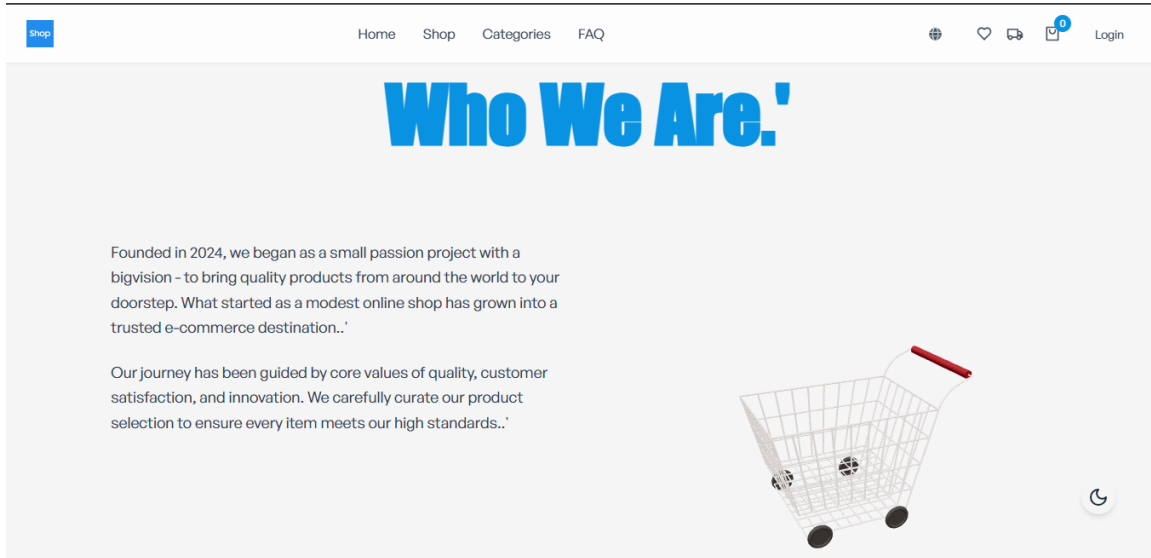 Shop
Home Shop Categories FAQ
0
Login
Who We Are.'
Founded in 2024, we began as a small passion project with a
bigvision - to bring quality products from around the world to your
doorstep. What started as a modest online shop has grown into a
trusted e-commerce destination..'
Our journey has been guided by core values of quality, customer
satisfaction, and innovation. We carefully curate our product
selection to ensure every item meets our high standards..'